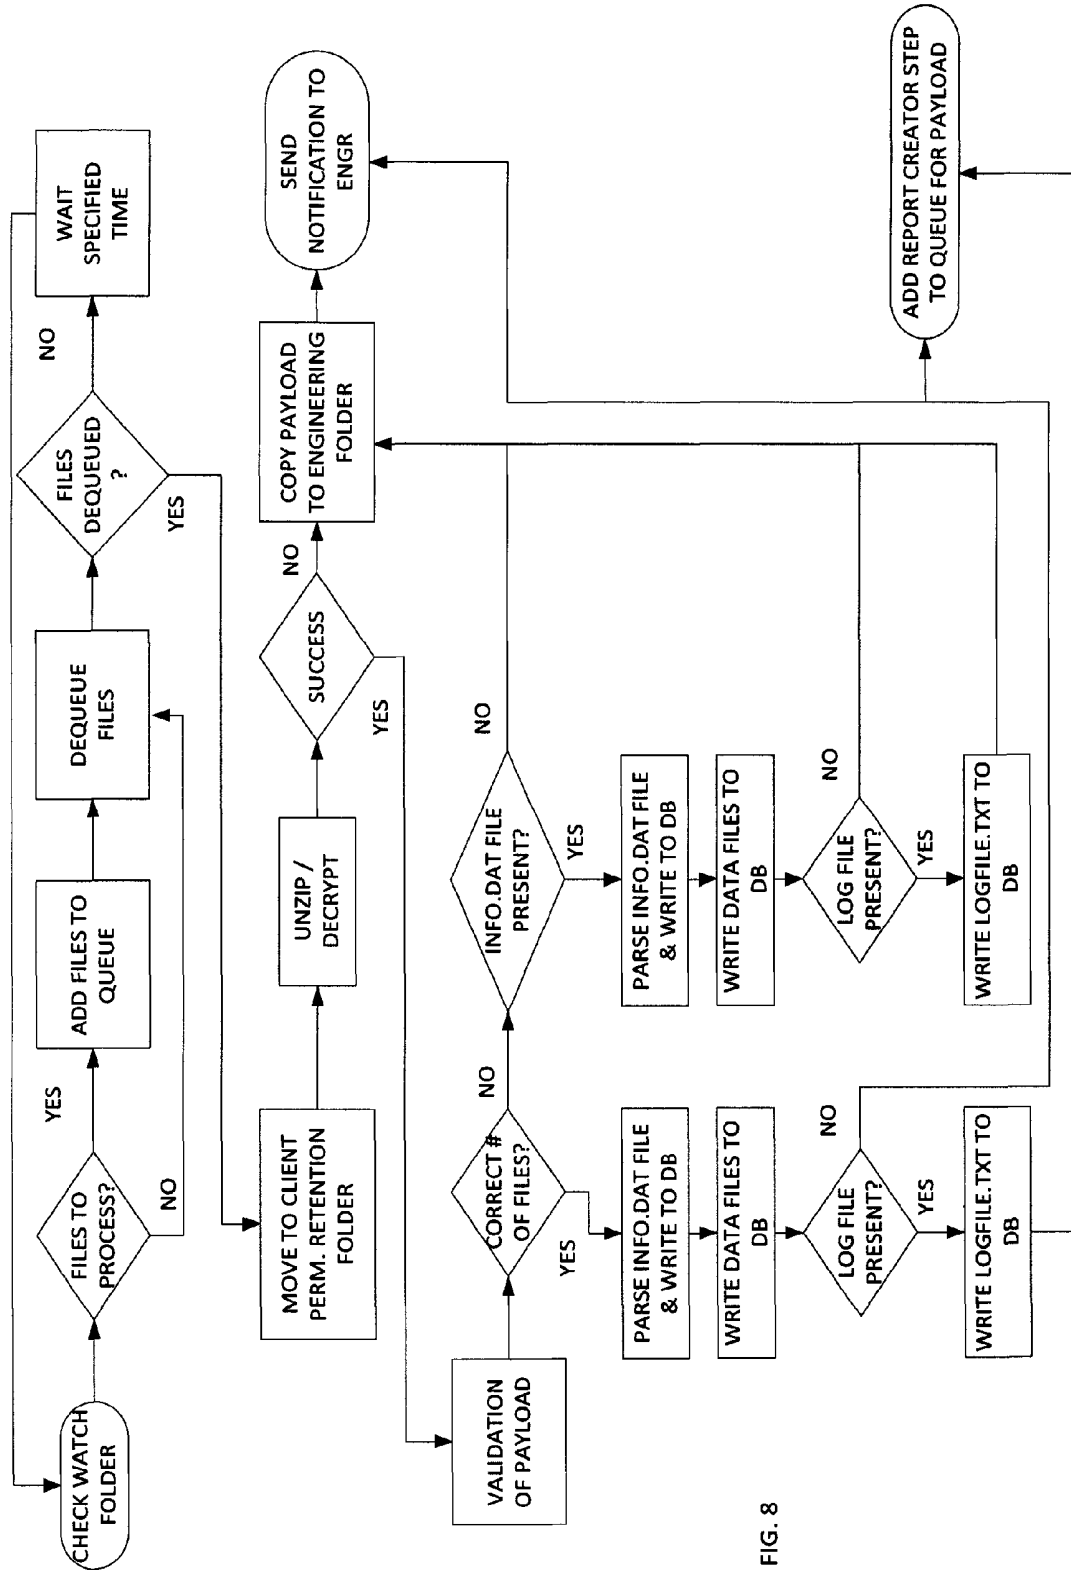 CHECK WATCH
FOLDER
FILES TO
PROCESS?
YES
NO
ADD FILES TO
QUEUE
DEQUEUE
FILES
FILES
DEQUEUED
?
NO
YES
WAIT
SPECIFIED
TIME
MOVE TO CLIENT
PERM. RETENTION
FOLDER
UNZIP /
DECRYPT
SUCCESS
NO
YES
COPY PAYLOAD
TO ENGINEERING
FOLDER
SEND
NOTIFICATION TO
ENGR
VALIDATION
OF PAYLOAD
CORRECT #
OF FILES?
NO
YES
INFO.DAT FILE
PRESENT?
NO
YES
PARSE INFO.DAT FILE
& WRITE TO DB
WRITE DATA FILES TO
DB
LOG FILE
PRESENT?
NO
YES
WRITE LOGFILE.TXT TO
DB
PARSE INFO.DAT FILE
& WRITE TO DB
WRITE DATA FILES TO
DB
LOG FILE
PRESENT?
NO
YES
WRITE LOGFILE.TXT TO
DB
ADD REPORT CREATOR STEP
TO QUEUE FOR PAYLOAD
FIG. 8